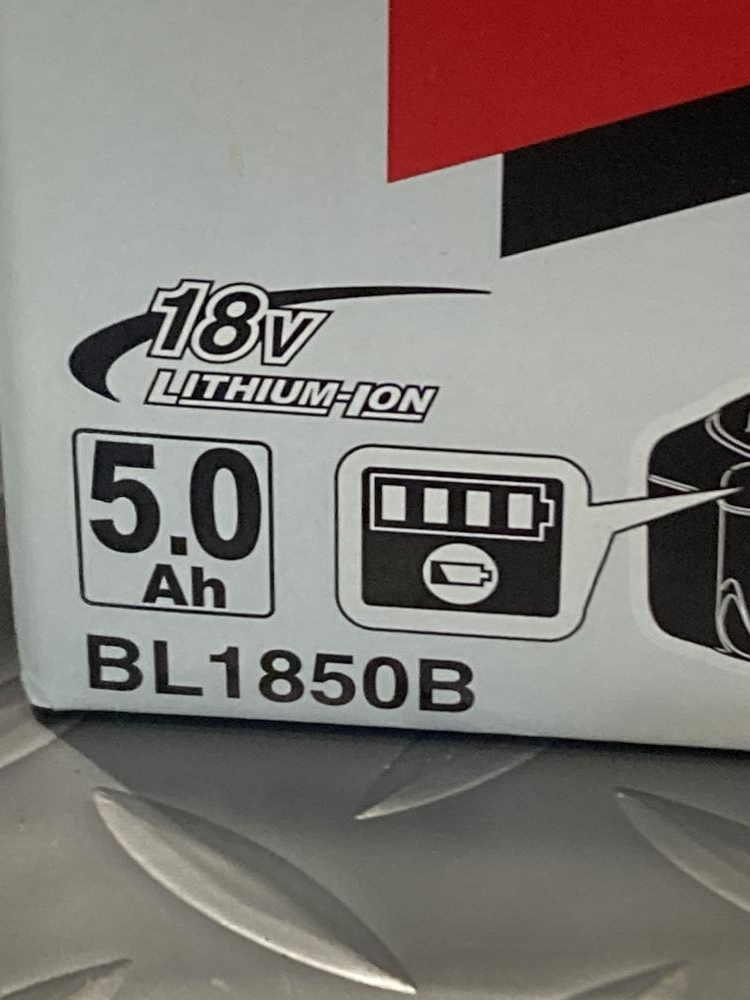 18V
LITHIUM-ION
5.0
Ah
BL1850B